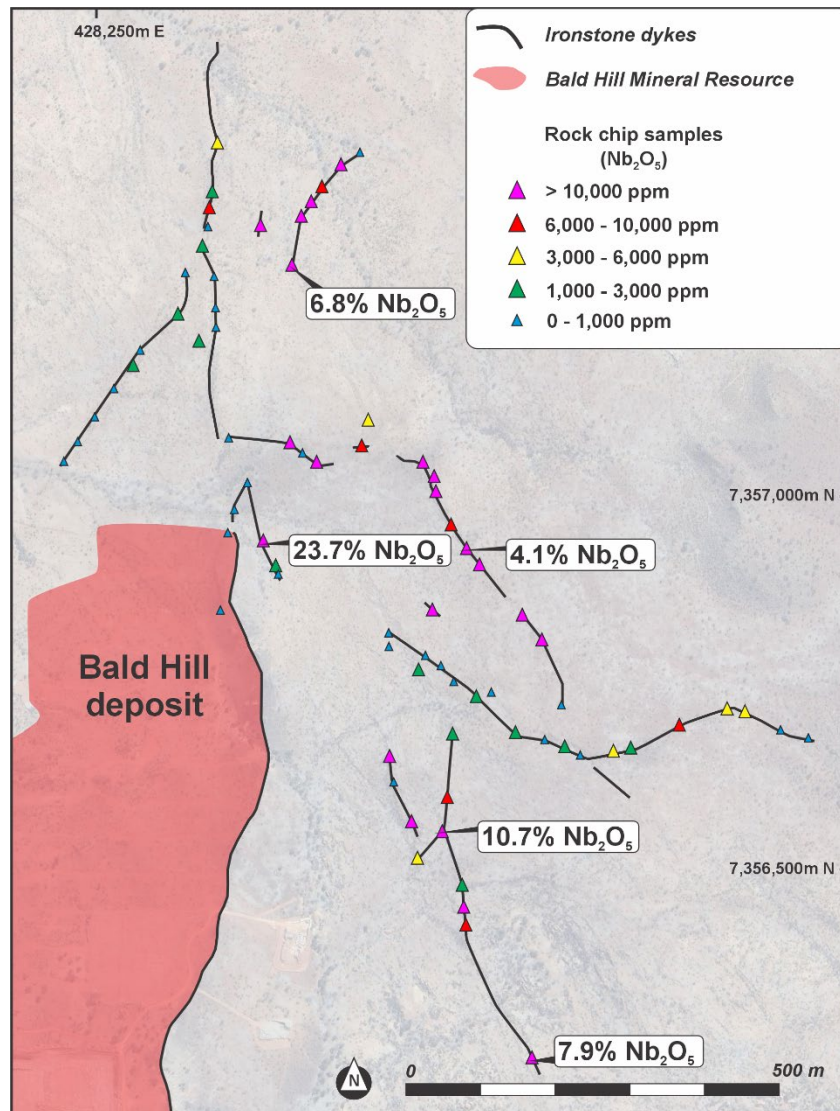 428,250m E
Ironstone dykes
Bald Hill Mineral Resource
Rock chip samples
(Nb₂O₅)
> 10,000 ppm
6,000 - 10,000 ppm
3,000 - 6,000 ppm
1,000 - 3,000 ppm
0 - 1,000 ppm
6.8% Nb₂O₅
7,357,000m N
23.7% Nb₂O₅
4.1% Nb₂O₅
Bald Hill
deposit
10.7% Nb₂O₅
7,356,500m N
7.9% Nb₂O₅
N
0
500 m